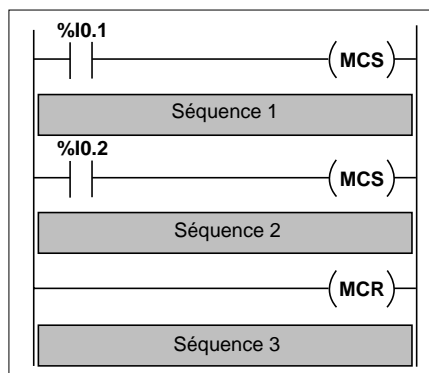 %I0.1
MCS
Séquence 1
%I0.2
MCS
Séquence 2
MCR
Séquence 3